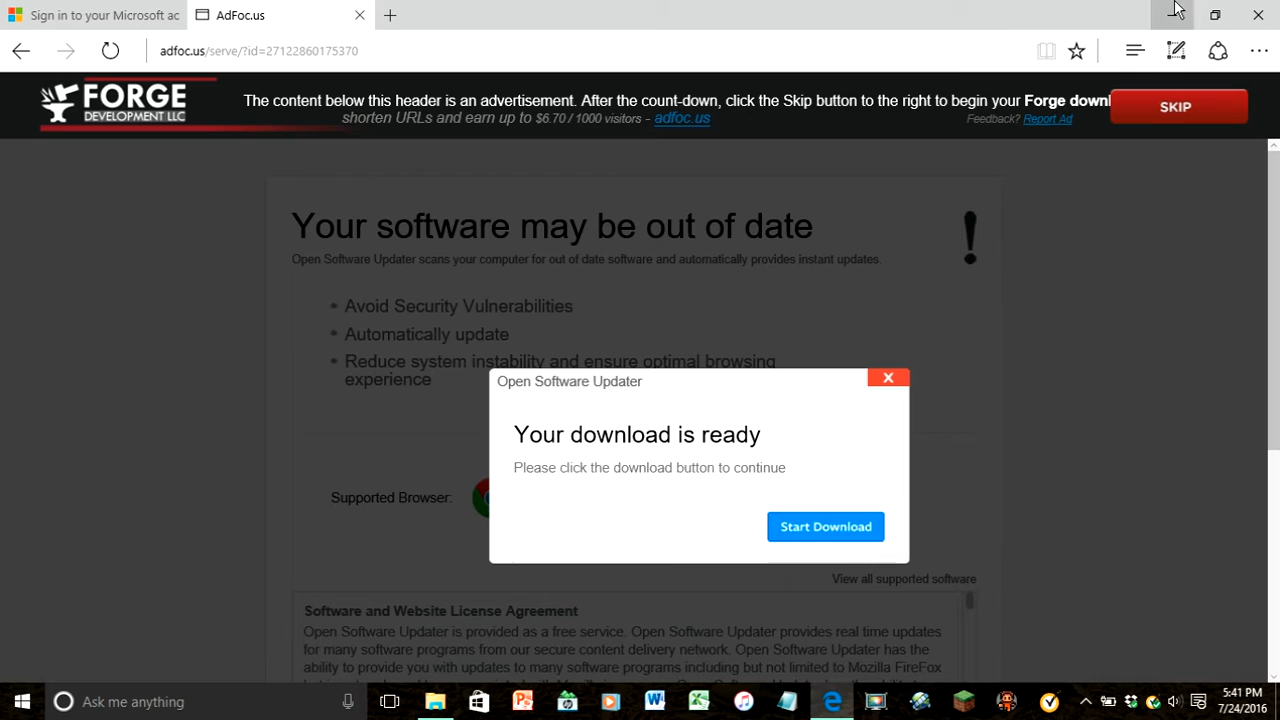 Sign in to your Microsoft ac
AdFoc.us
adfoc.us/serve/?id=27122860175370
FORGE
DEVELOPMENT LLC
The content below this header is an advertisement. After the count-down, click the Skip button to the right to begin your Forge downl
shorten URLs and earn up to $6.70 / 1000 visitors - adfoc.us
Feedback? Report Ad
SKIP
Your software may be out of date
Open Software Updater scans your computer for out of date software and automatically provides instant updates.
Avoid Security Vulnerabilities
Automatically update
Reduce system instability and ensure optimal browsing
experience
Open Software Updater
X
Your download is ready
Please click the download button to continue
Start Download
Supported Browser:
View all supported software
Software and Website License Agreement
Open Software Updater is provided as a free service. Open Software Updater provides real time updates
for many software programs from our secure content delivery network. Open Software Updater has the
ability to provide you with updates to many software programs including but not limited to Mozilla FireFox
Ask me anything
5:41 PM
7/24/2016